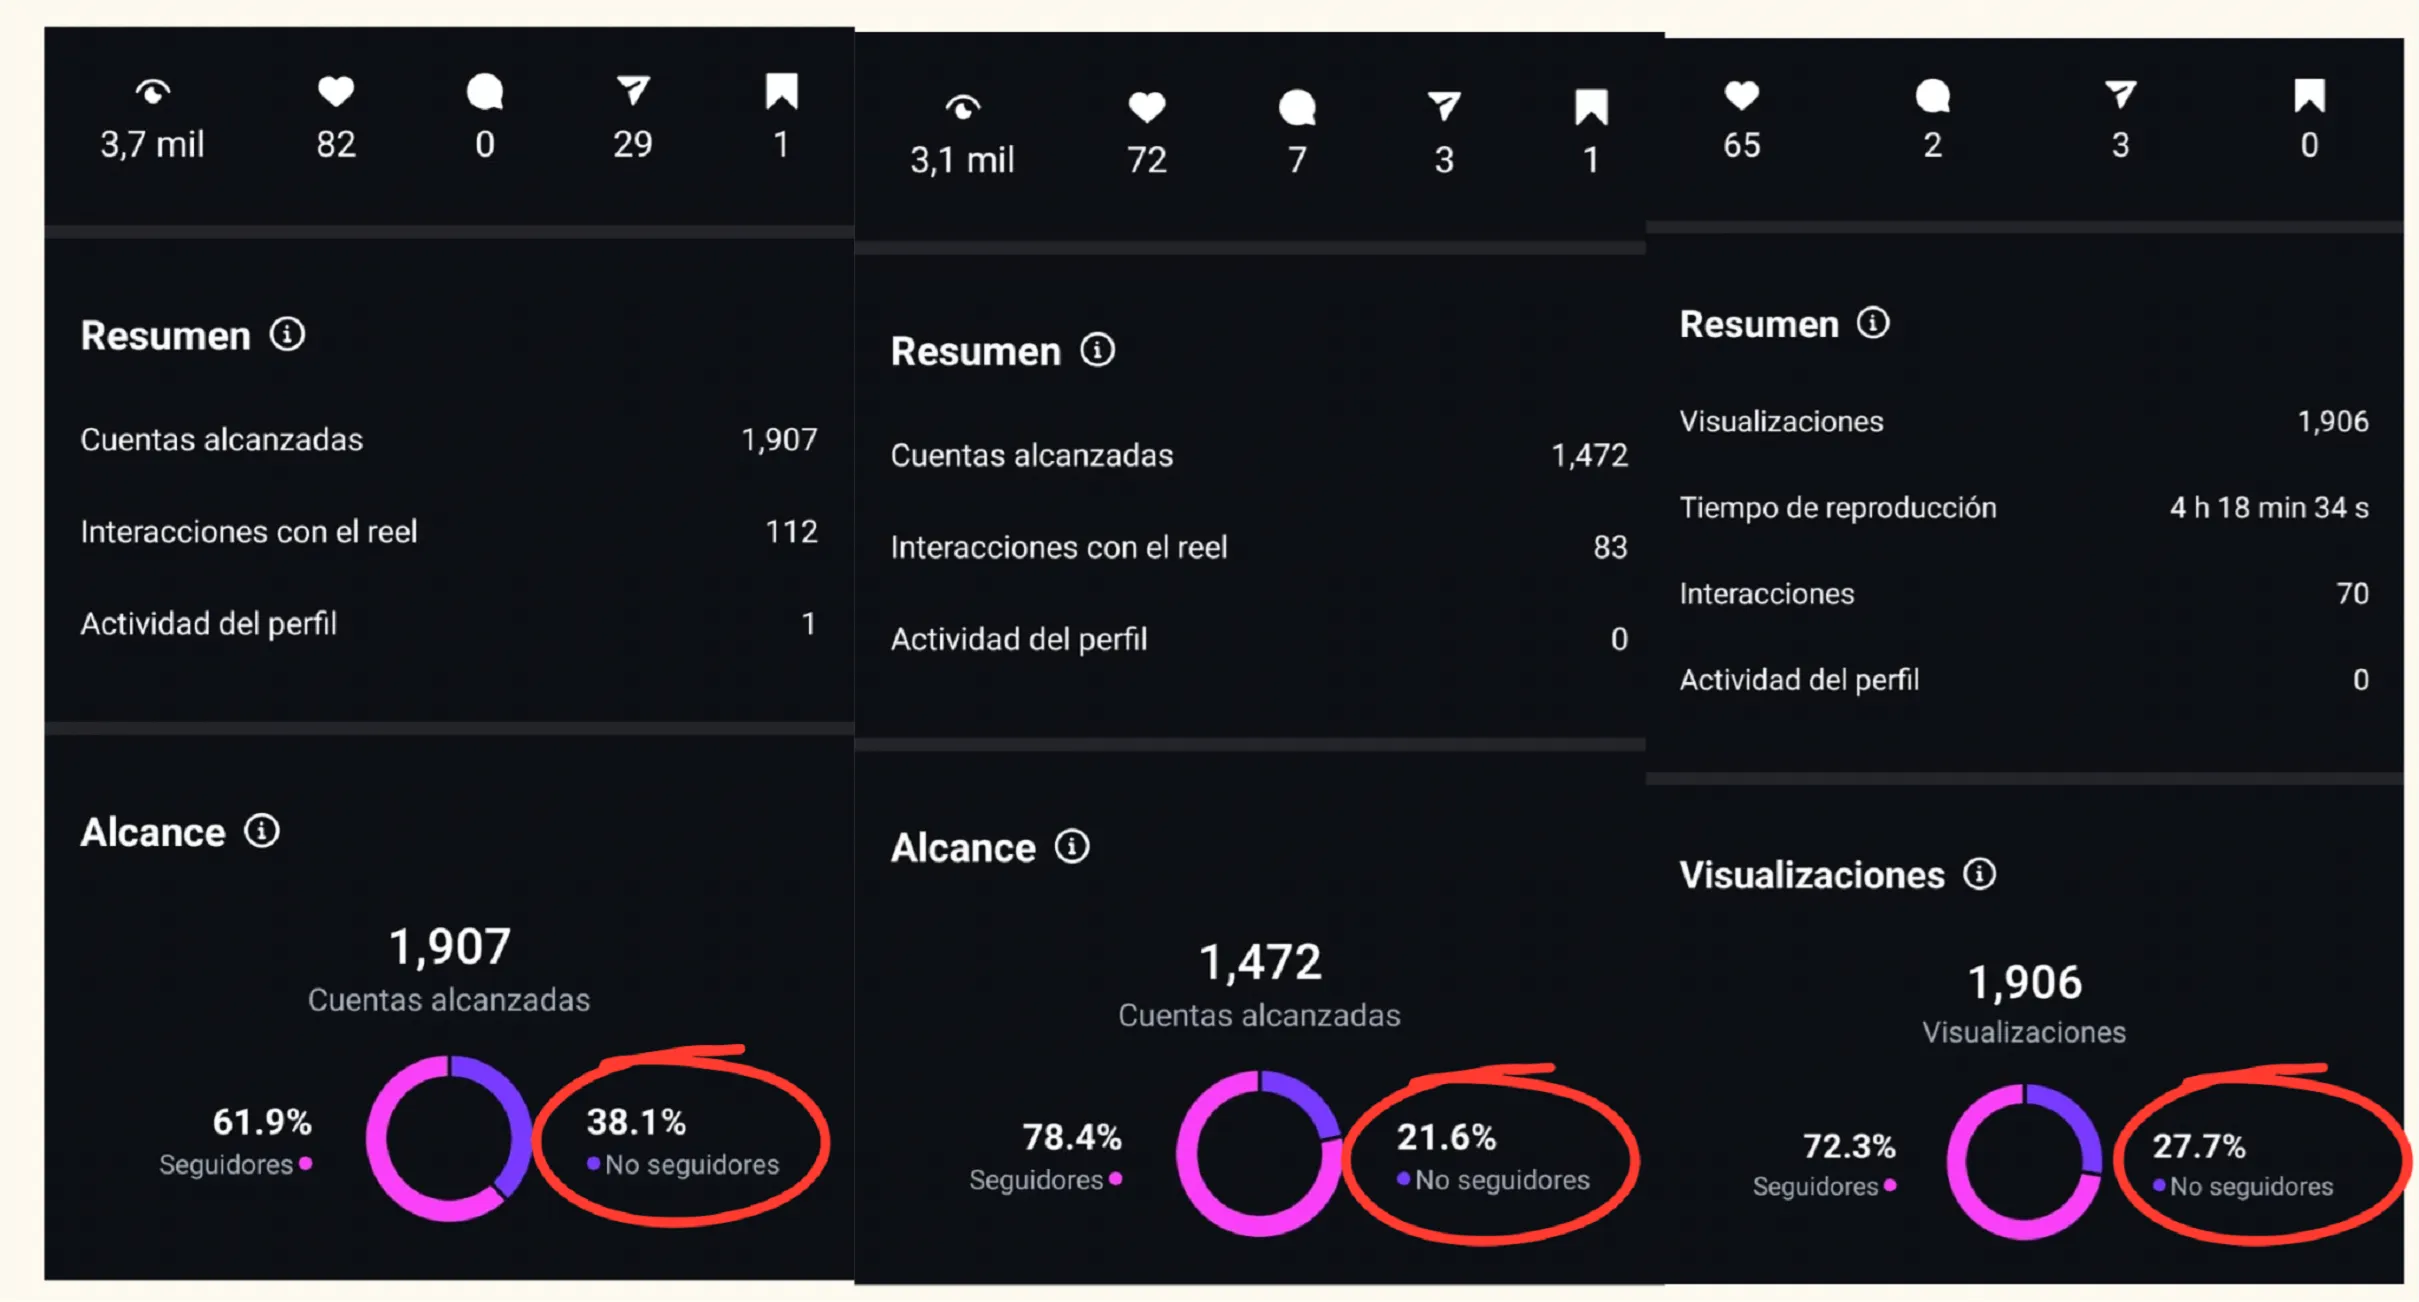 3,7 mil 82 0 29 1
Resumen
Cuentas alcanzadas 1,907
Interacciones con el reel 112
Actividad del perfil 1
Alcance
1,907
Cuentas alcanzadas
61.9% 38.1%
Seguidores No seguidores
3,1 mil 72 7 3 1
Resumen
Cuentas alcanzadas 1,472
Interacciones con el reel 83
Actividad del perfil 0
Alcance
1,472
Cuentas alcanzadas
78.4% 21.6%
Seguidores No seguidores
65 2 3 0
Resumen
Visualizaciones 1,906
Tiempo de reproducción 4 h 18 min 34 s
Interacciones 70
Actividad del perfil 0
Visualizaciones
1,906
Visualizaciones
72.3% 27.7%
Seguidores No seguidores